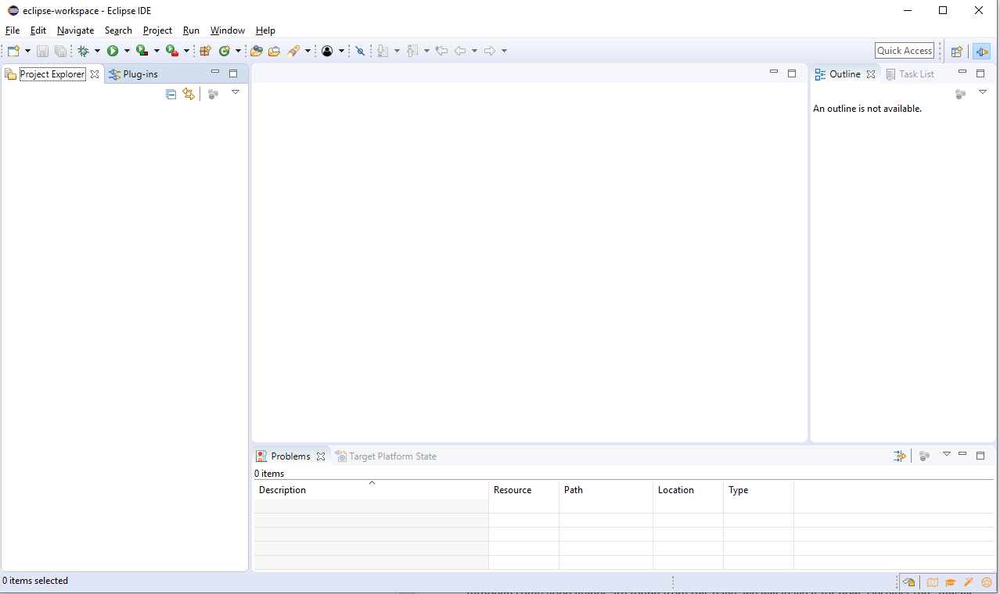 eclipse-workspace - Eclipse IDE
File Edit Navigate Search Project Run Window Help
Quick Access
Project Explorer Plug-ins
Outline Task List
An outline is not available.
Problems Target Platform State
0 items
Description Resource Path Location Type
0 items selected